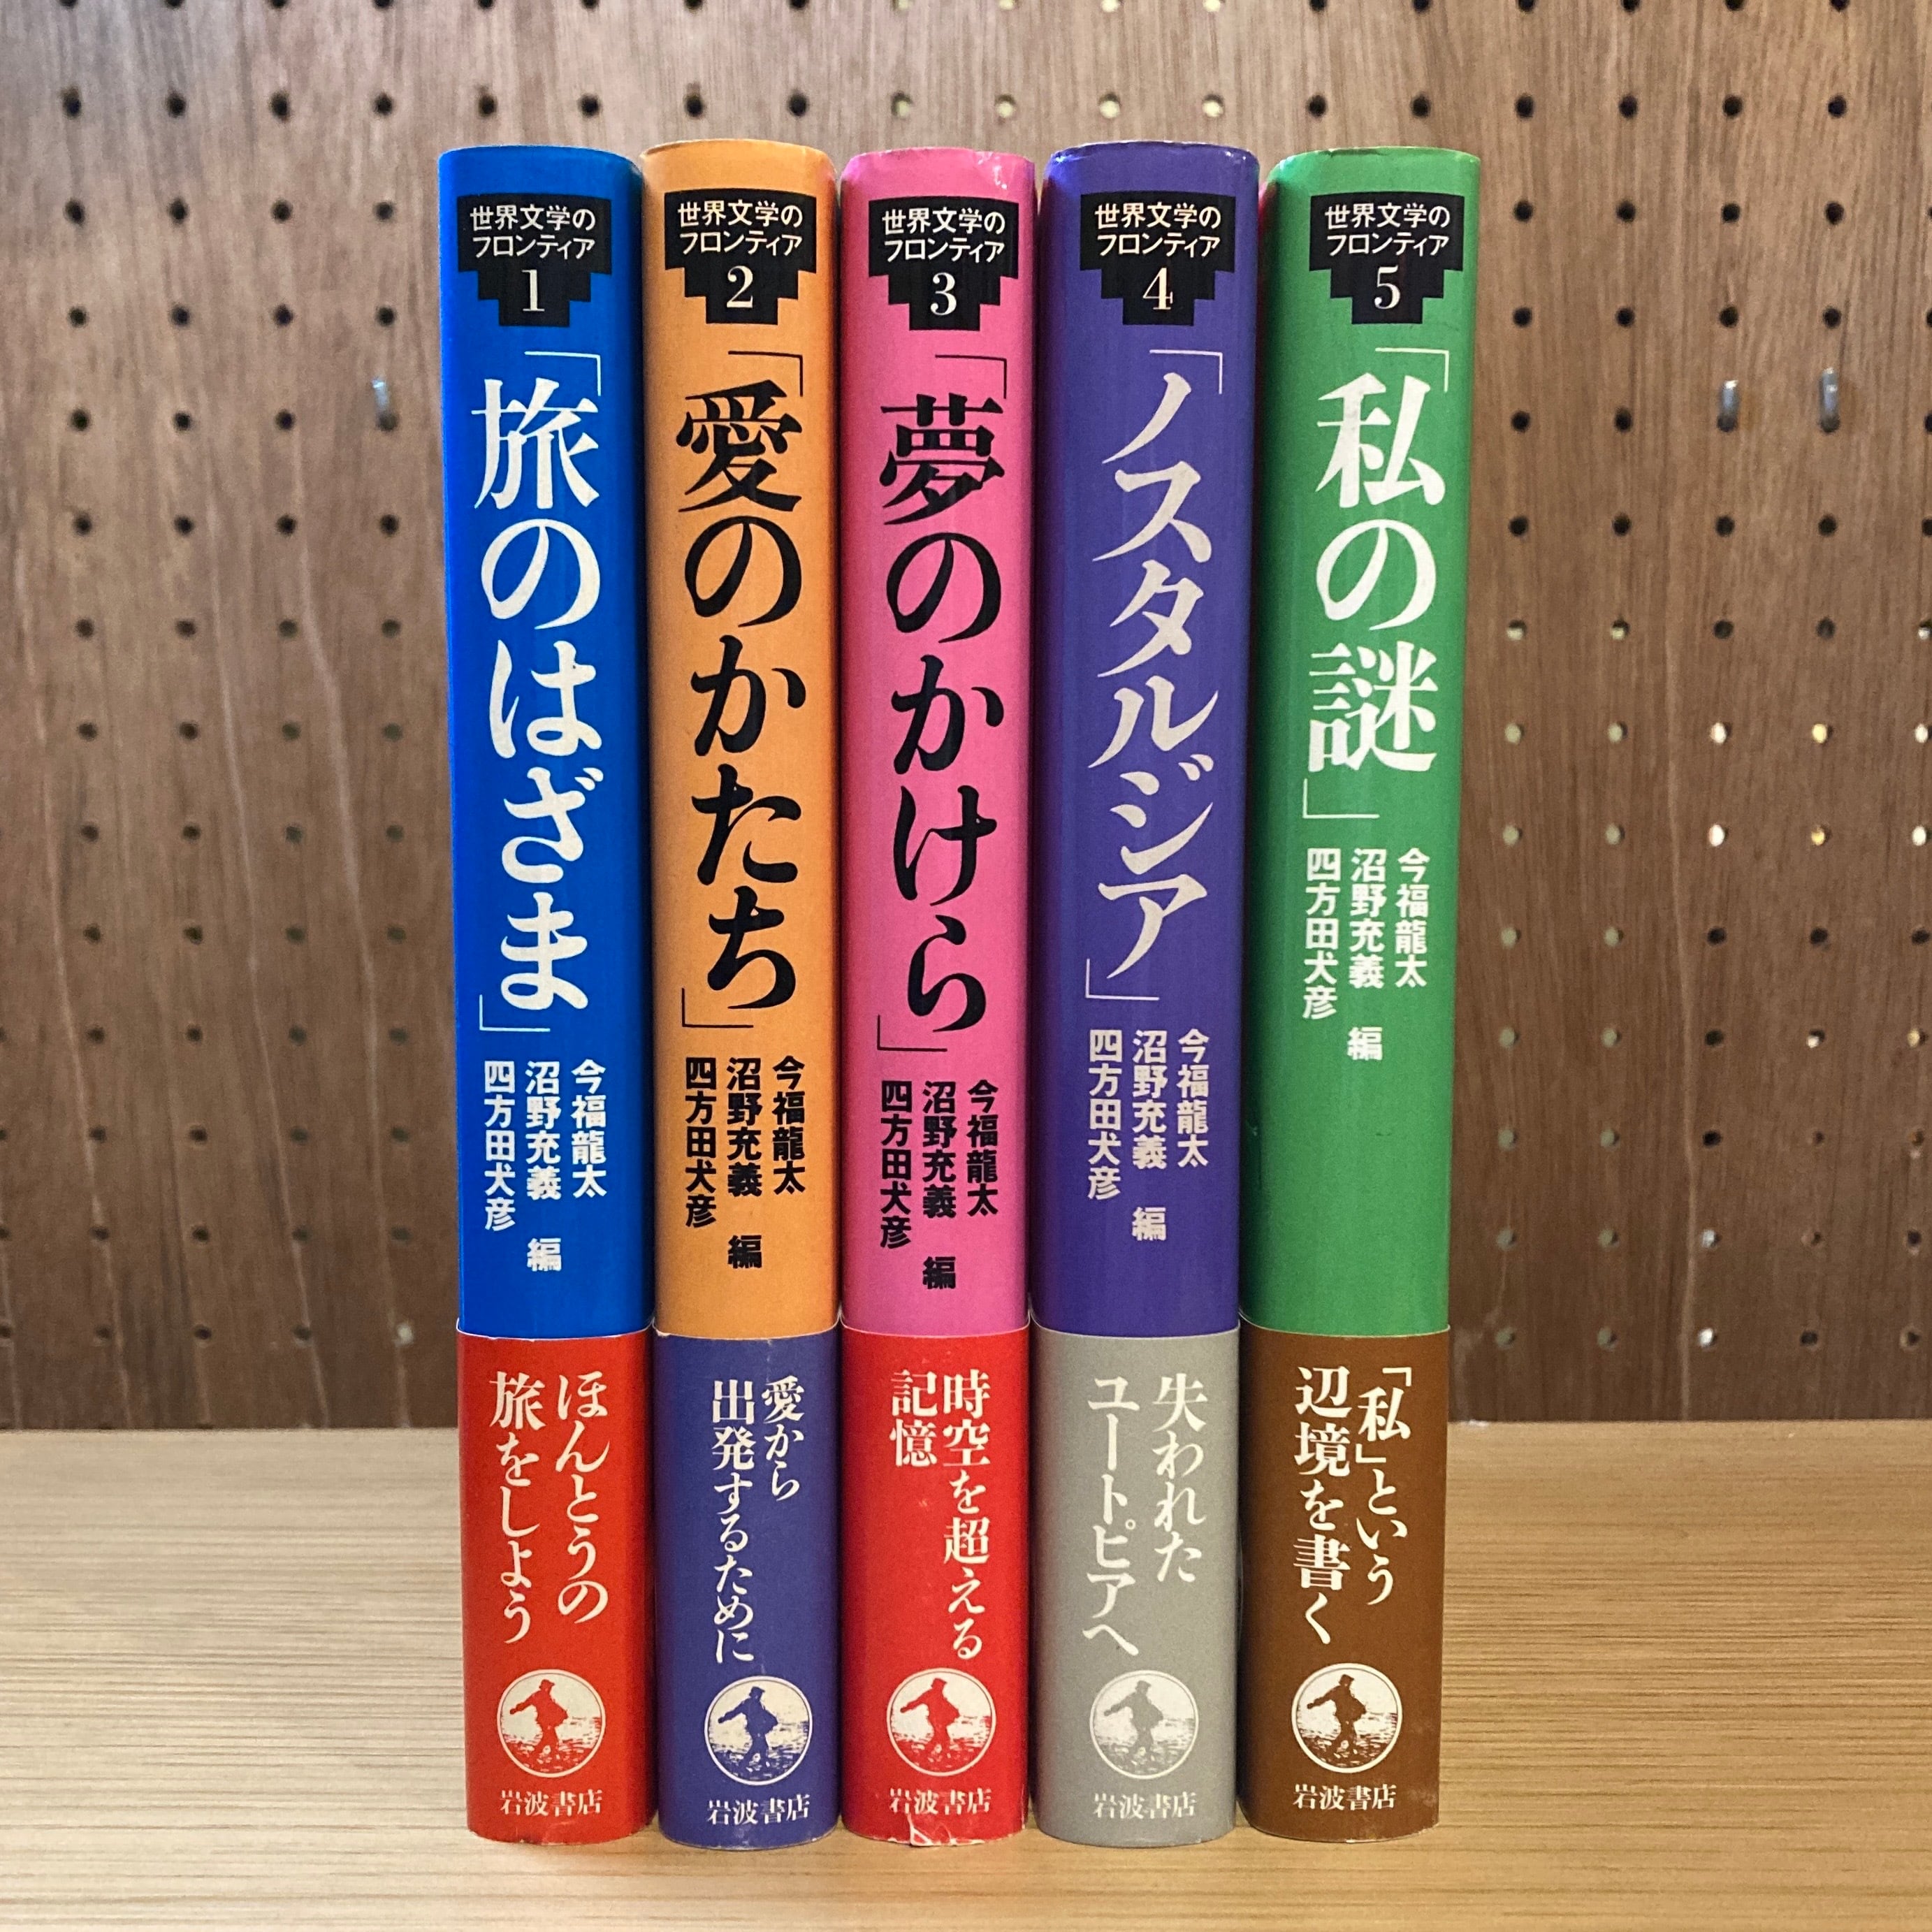 世界文学の
フロンティア
1
「旅のはざま」
今福龍太
沼野充義
四方田犬彦
編
ほんとうの
旅をしよう
岩波書店
世界文学の
フロンティア
2
「愛のかたち」
今福龍太
沼野充義
四方田犬彦
編
愛から
出発するために
岩波書店
世界文学の
フロンティア
3
「夢のかけら」
今福龍太
沼野充義
四方田犬彦
編
時空を超える
記憶
岩波書店
世界文学の
フロンティア
4
「ノスタルジア」
今福龍太
沼野充義
四方田犬彦
編
失われた
ユートピアへ
岩波書店
世界文学の
フロンティア
5
「私の謎」
今福龍太
沼野充義
四方田犬彦
編
「私」という
辺境を書く
岩波書店